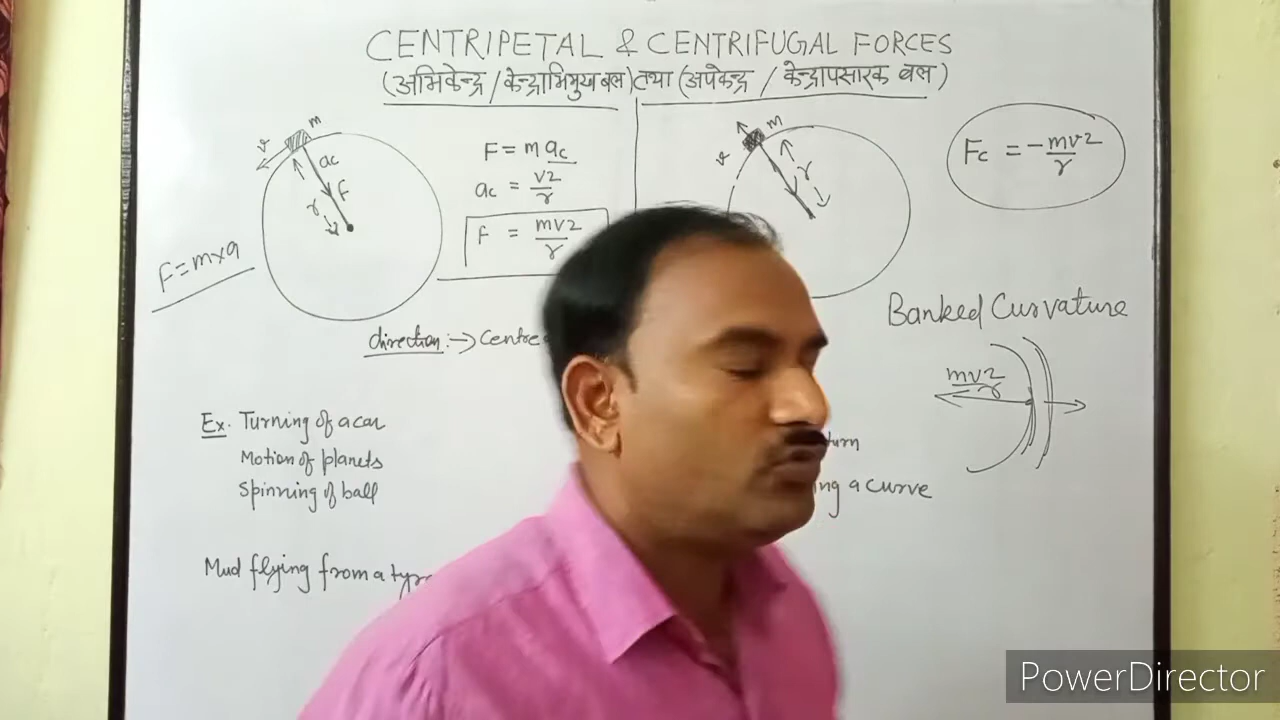 CENTRIPETAL & CENTRIFUGAL FORCES
(अभिकेन्द्र / केन्द्राभिमुख बल) तथा (अपकेन्द्र / केन्द्रापसारक बल)
m
v
ac
f
r
F = m×a
F = m ac
ac = v2/r
f = mv2/r
m
v
r
Fc = -mv2/r
direction :→ Centre
Banked Curvature
mv2/r
Ex. Turning of a car
Motion of planets
Spinning of ball
turn
ing a curve
Mud flying from a tyre
PowerDirector